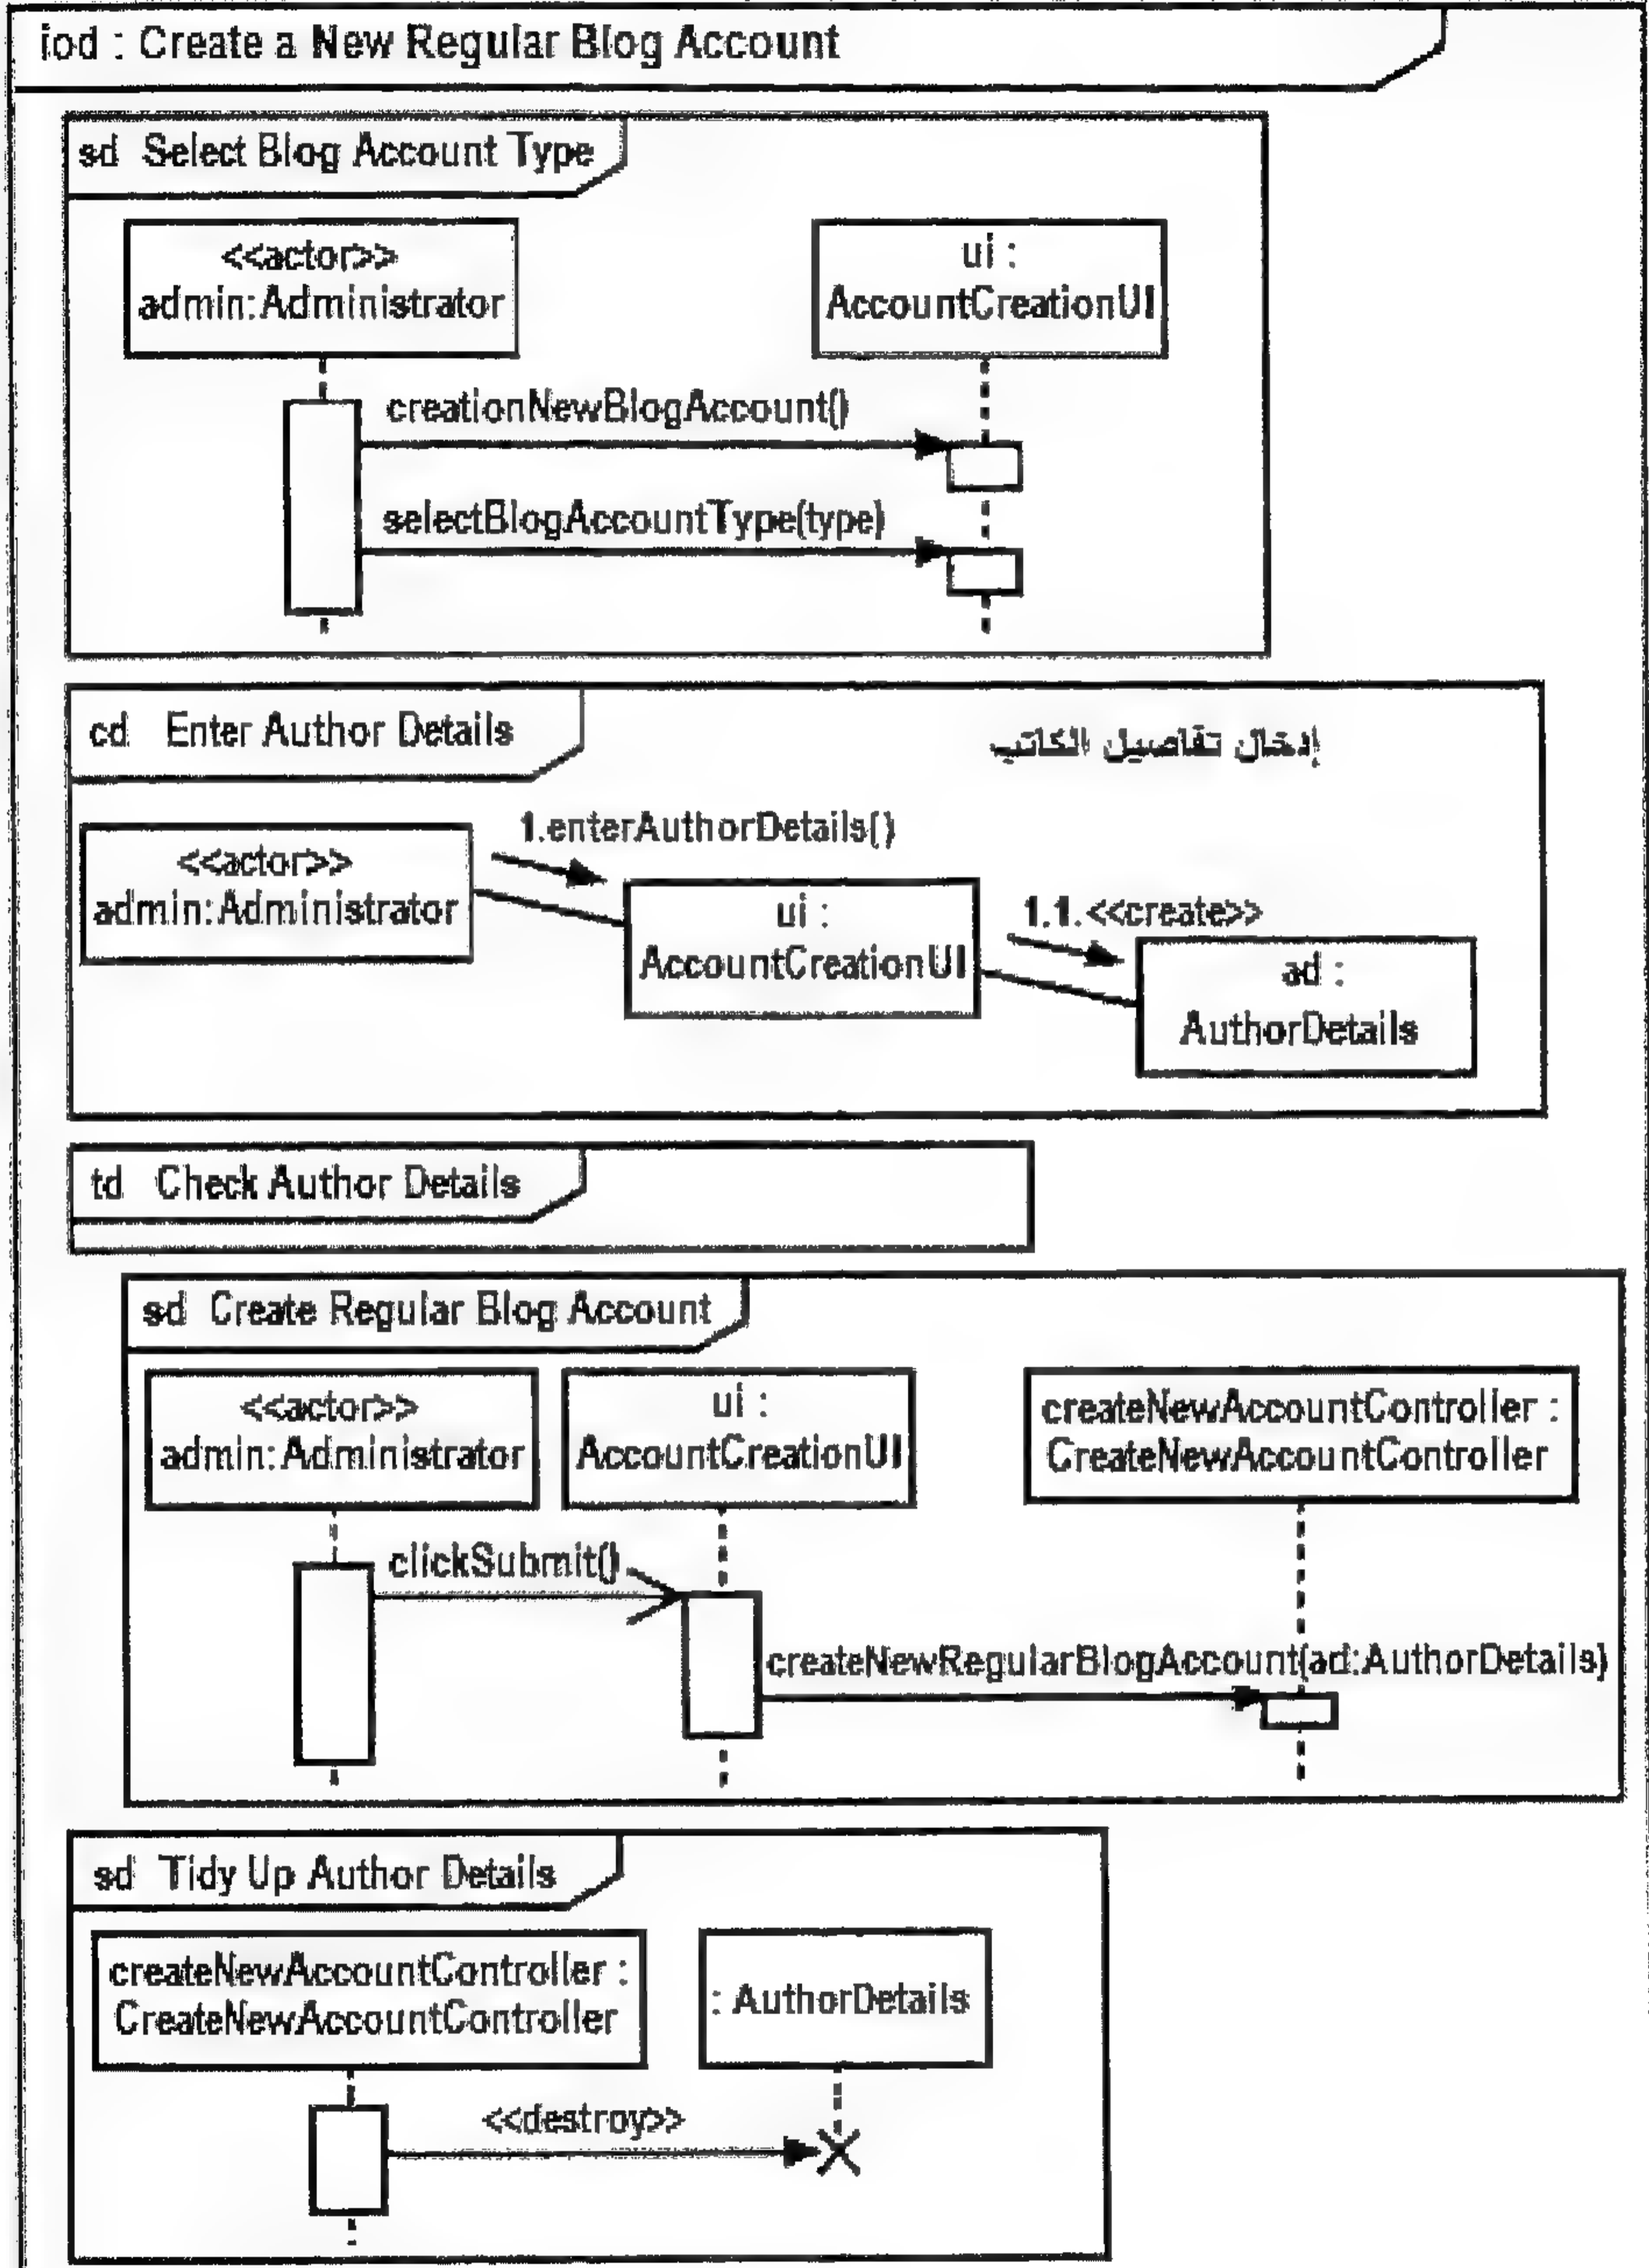 iod : Create a New Regular Blog Account
sd Select Blog Account Type
<<actor>>
admin:Administrator
ui :
AccountCreationUI
creationNewBlogAccount()
selectBlogAccountType(type)
cd Enter Author Details
إدخال تفاصيل الكاتب
1.enterAuthorDetails()
<<actor>>
admin:Administrator
ui :
AccountCreationUI
1.1.<<create>>
ad :
AuthorDetails
td Check Author Details
sd Create Regular Blog Account
<<actor>>
admin:Administrator
ui :
AccountCreationUI
createNewAccountController :
CreateNewAccountController
clickSubmit()
createNewRegularBlogAccount(ad:AuthorDetails)
sd Tidy Up Author Details
createNewAccountController :
CreateNewAccountController
: AuthorDetails
<<destroy>>